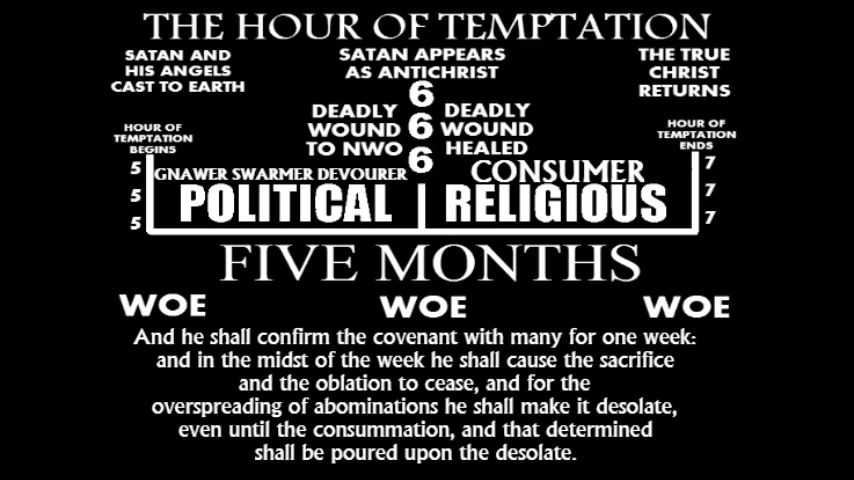 THE HOUR OF TEMPTATION
SATAN AND
HIS ANGELS
CAST TO EARTH
SATAN APPEARS
AS ANTICHRIST
THE TRUE
CHRIST
RETURNS
HOUR OF
TEMPTATION
BEGINS
DEADLY
WOUND
TO NWO
6
6
6
DEADLY
WOUND
HEALED
HOUR OF
TEMPTATION
ENDS
5
5
5
GNAWER SWARMER DEVOURER
POLITICAL
CONSUMER
RELIGIOUS
7
7
7
FIVE MONTHS
WOE WOE WOE
And he shall confirm the covenant with many for one week:
and in the midst of the week he shall cause the sacrifice
and the oblation to cease, and for the
overspreading of abominations he shall make it desolate,
even until the consummation, and that determined
shall be poured upon the desolate.